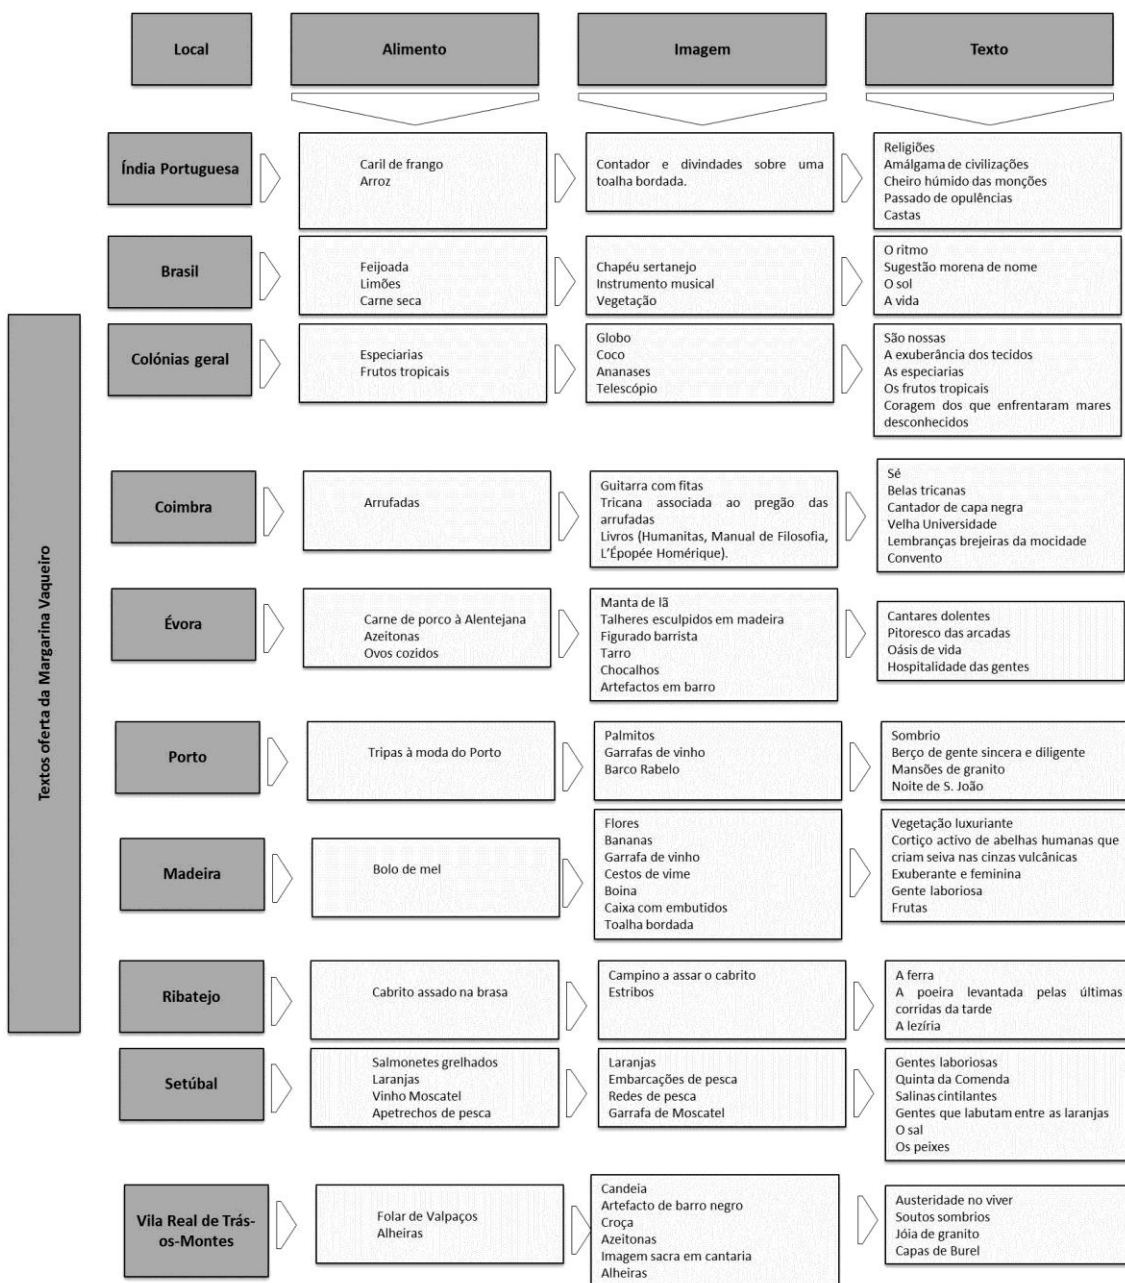 Local
Alimento
Imagem
Texto
Textos oferta da Margarina Vaqueiro
Índia Portuguesa
Caril de frango
Arroz
Contador e divindades sobre uma
toalha bordada.
Religiões
Amálgama de civilizações
Cheiro húmido das monções
Passado de opulências
Castas
Brasil
Feijoada
Limões
Carne seca
Chapéu sertanejo
Instrumento musical
Vegetação
O ritmo
Sugestão morena de nome
O sol
A vida
Colónias geral
Especiarias
Frutos tropicais
Globo
Coco
Ananases
Telescópio
São nossas
A exuberância dos tecidos
As especiarias
Os frutos tropicais
Coragem dos que enfrentaram mares
desconhecidos
Coimbra
Arrufadas
Guitarra com fitas
Tricana associada ao pregão das
arrufadas
Livros (Humanitas, Manual de Filosofia,
L'Épopée Homérique).
Sé
Belas tricanas
Cantador de capa negra
Velha Universidade
Lembranças brejeiras da mocidade
Convento
Évora
Carne de porco à Alentejana
Azeitonas
Ovos cozidos
Manta de lã
Talheres esculpidos em madeira
Figurado barrista
Tarro
Chocalhos
Artefactos em barro
Cantares dolentes
Pitoresco das arcadas
Oásis de vida
Hospitalidade das gentes
Porto
Tripas à moda do Porto
Palmitos
Garrafas de vinho
Barco Rabelo
Sombrio
Berço de gente sincera e diligente
Mansões de granito
Noite de S. João
Madeira
Bolo de mel
Flores
Bananas
Garrafa de vinho
Cestos de vime
Boina
Caixa com embutidos
Toalha bordada
Vegetação luxuriante
Cortiço activo de abelhas humanas que
criam seiva nas cinzas vulcânicas
Exuberante e feminina
Gente laboriosa
Frutas
Ribatejo
Cabrito assado na brasa
Campino a assar o cabrito
Estribos
A ferra
A poeira levantada pelas últimas
corridas da tarde
A lezíria
Setúbal
Salmonetes grelhados
Laranjas
Vinho Moscatel
Apetrechos de pesca
Laranjas
Embarcações de pesca
Redes de pesca
Garrafa de Moscatel
Gentes laboriosas
Quinta da Comenda
Salinas cintilantes
Gentes que labutam entre as laranjas
O sal
Os peixes
Vila Real de Trás-
os-Montes
Folar de Valpaços
Alheiras
Candeia
Artefacto de barro negro
Croça
Azeitonas
Imagem sacra em cantaria
Alheiras
Austeridade no viver
Soutos sombrios
Jóia de granito
Capas de Burel